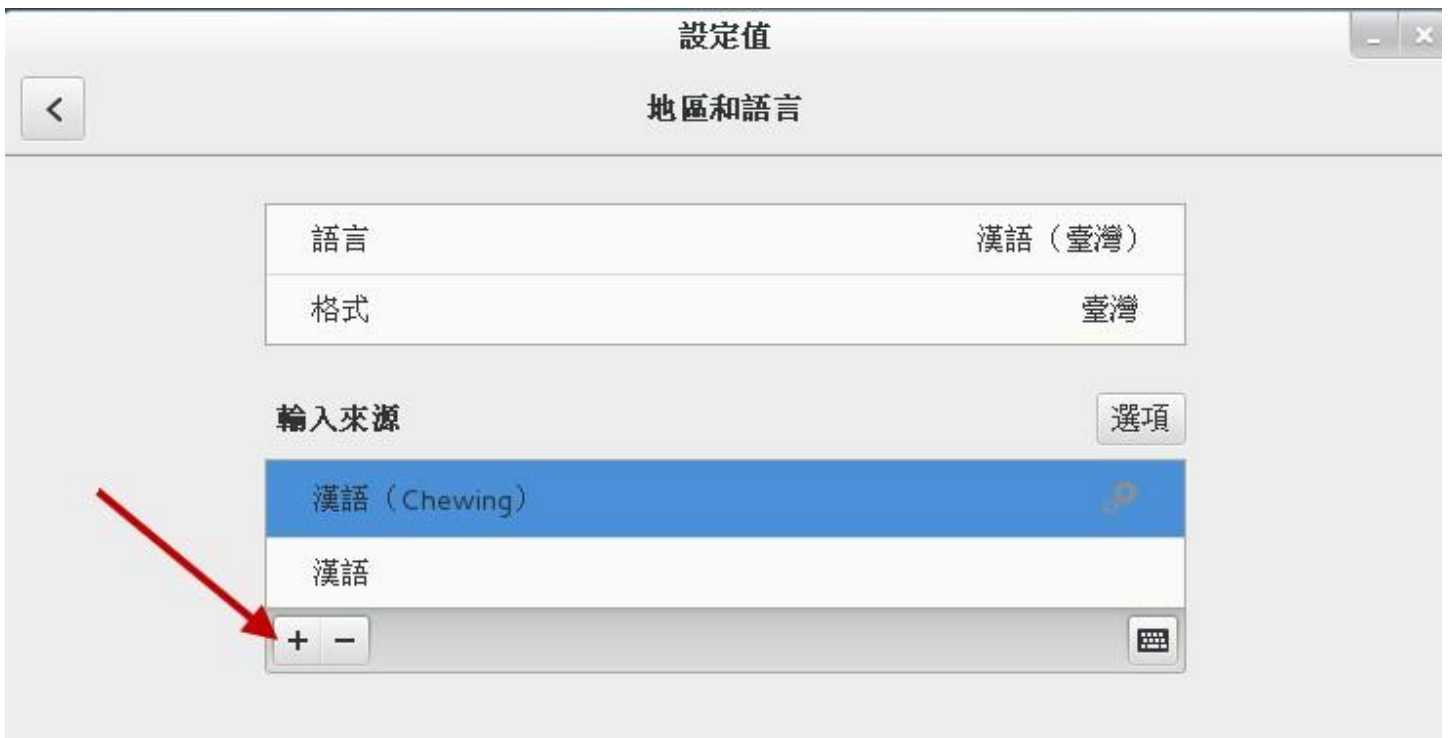 設定值
地區和語言
語言 漢語（臺灣）
格式 臺灣
輸入來源 選項
漢語（Chewing）
漢語